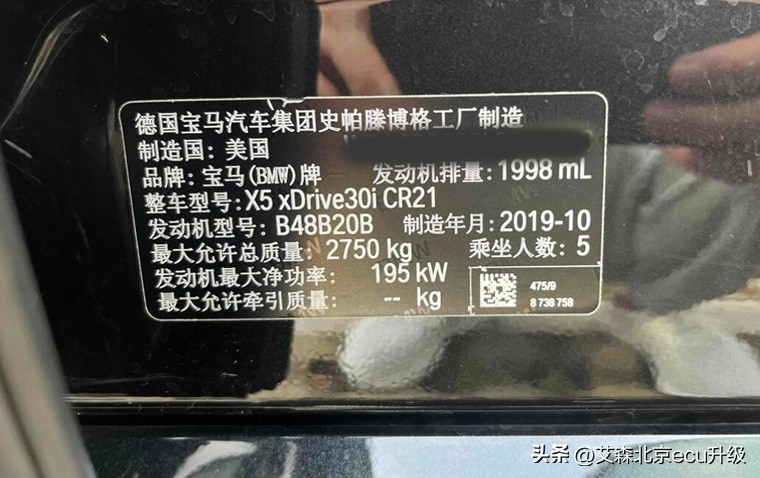 德国宝马汽车集团史帕滕博格工厂制造
制造国：美国
品牌：宝马(BMW)牌 发动机排量：1998 mL
整车型号：X5 xDrive30i CR21
发动机型号：B48B20B 制造年月：2019-10
最大允许总质量：2750 kg 乘坐人数：5
发动机最大净功率： 195 kW
最大允许牵引质量： -- kg
475/9
8 738 758
头条 @艾森北京ecu升级